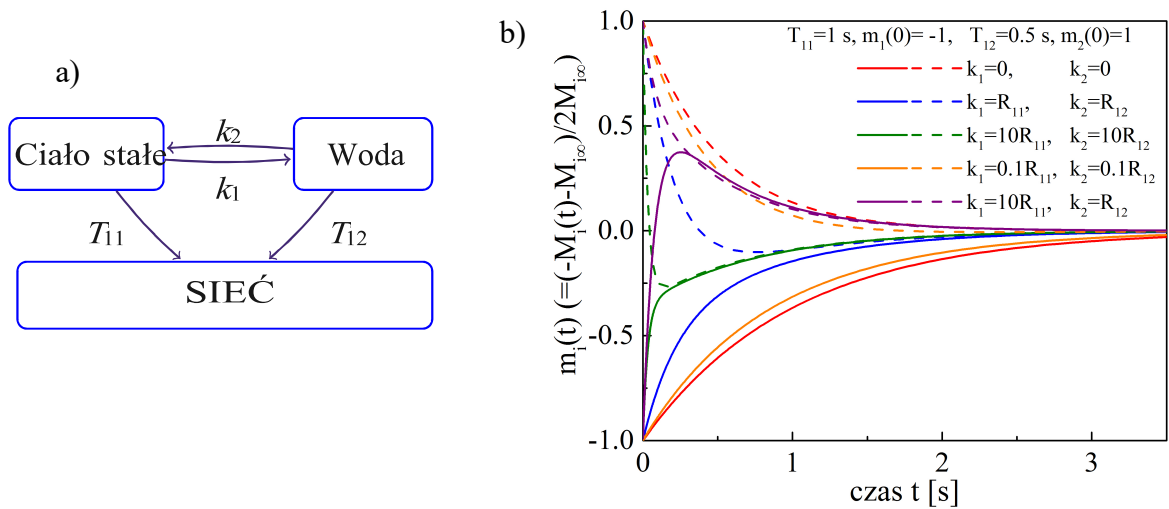 a)
Ciało stałe
k₂
k₁
Woda
T₁₁
T₁₂
SIEĆ
b)
T₁₁=1 s, m₁(0)= -1, T₁₂=0.5 s, m₂(0)=1
k₁=0, k₂=0
k₁=R₁₁, k₂=R₁₂
k₁=10R₁₁, k₂=10R₁₂
k₁=0.1R₁₁, k₂=0.1R₁₂
k₁=10R₁₁, k₂=R₁₂
mᵢ(t) (=(-Mᵢ(t)-Mᵢ∞)/2Mᵢ∞)
1.0
0.5
0.0
-0.5
-1.0
0 1 2 3
czas t [s]